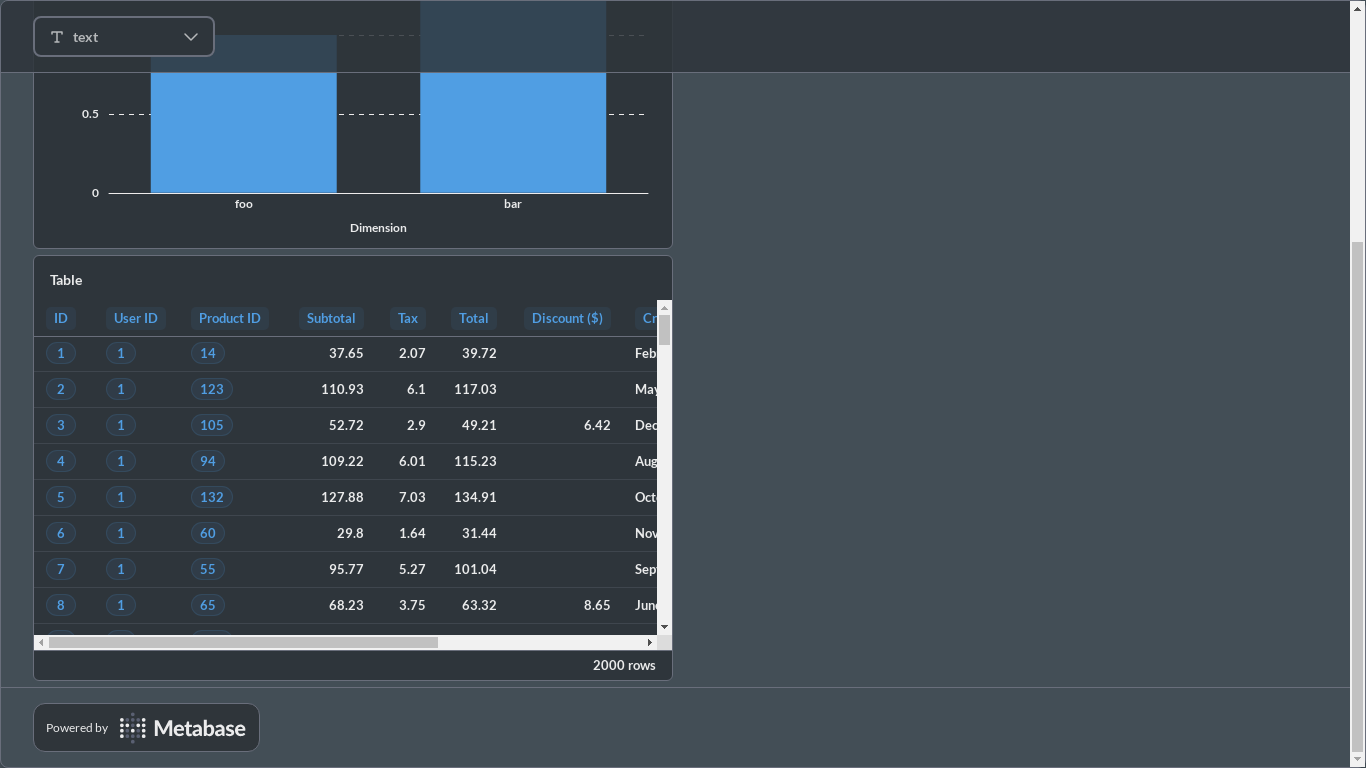 text
0.5
0
foo bar
Dimension
Table
ID User ID Product ID Subtotal Tax Total Discount ($) Cr
1 1 14 37.65 2.07 39.72 Feb
2 1 123 110.93 6.1 117.03 May
3 1 105 52.72 2.9 49.21 6.42 Dec
4 1 94 109.22 6.01 115.23 Aug
5 1 132 127.88 7.03 134.91 Oct
6 1 60 29.8 1.64 31.44 Nov
7 1 55 95.77 5.27 101.04 Sep
8 1 65 68.23 3.75 63.32 8.65 June
2000 rows
Powered by Metabase